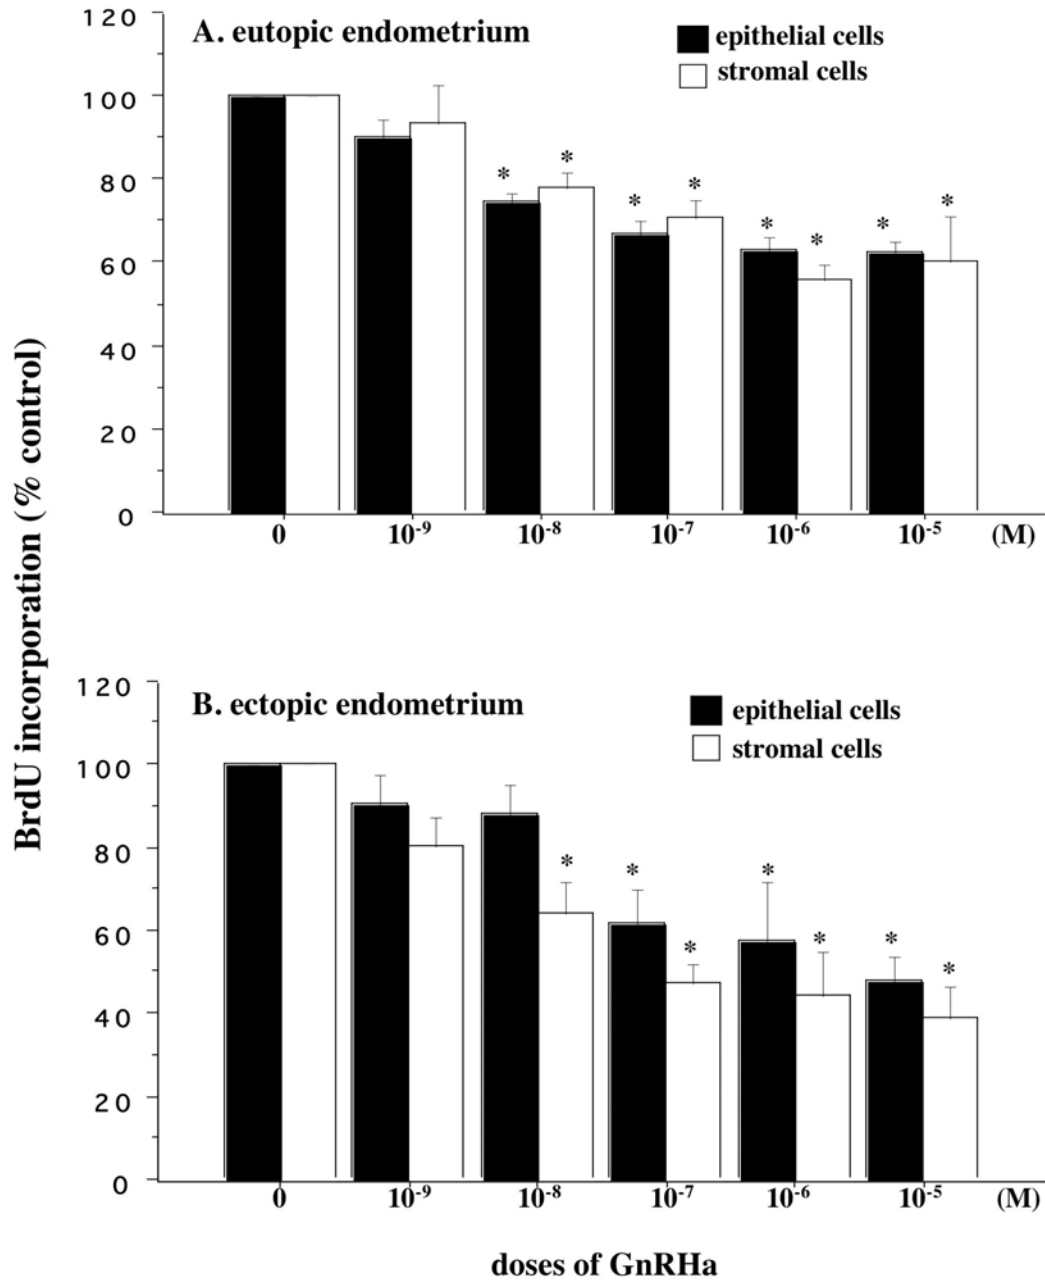 120
A. eutopic endometrium
epithelial cells
stromal cells
100
*
*
*
*
80
*
*
*
*
60
40
20
0
0 10-9 10-8 10-7 10-6 10-5 (M)
BrdU incorporation (% control)
120
B. ectopic endometrium
epithelial cells
stromal cells
100
80
*
*
*
*
*
*
*
60
40
20
0
0 10-9 10-8 10-7 10-6 10-5 (M)
doses of GnRHa